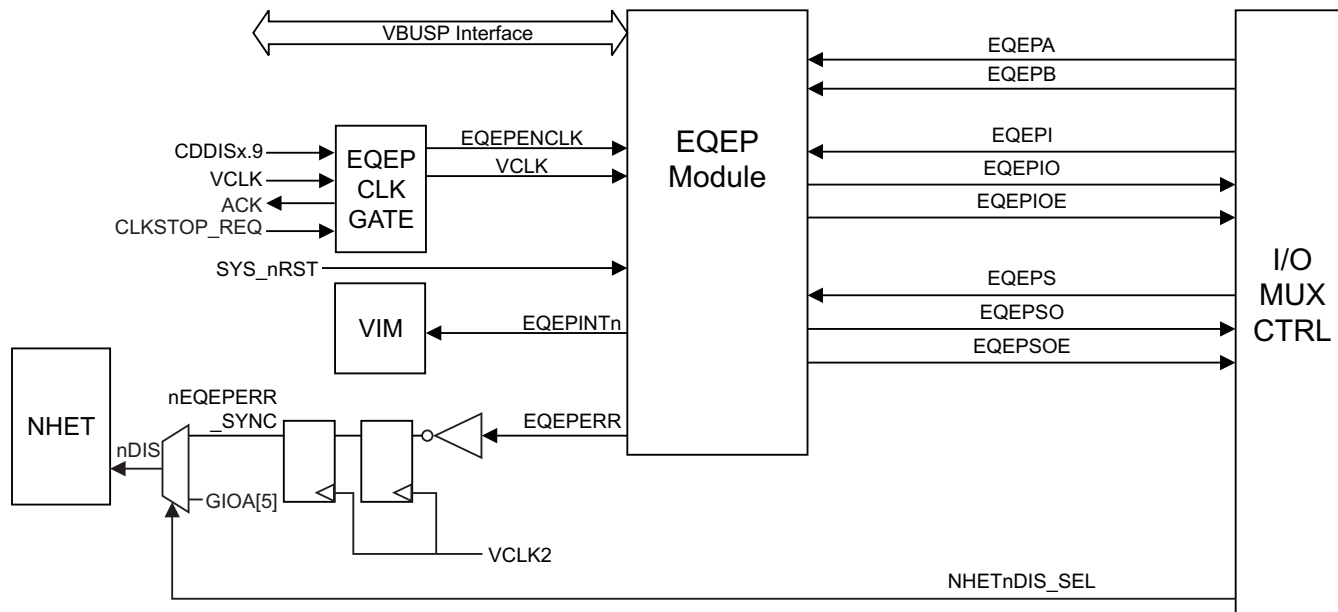 VBUSP Interface
EQEPA
EQEPB
CDDISx.9
VCLK
ACK
CLKSTOP_REQ
EQEP
CLK
GATE
EQEPENCLK
VCLK
EQEP
Module
EQEPI
EQEPIO
EQEPIOE
SYS_nRST
VIM
EQEPINTn
EQEPS
EQEPSO
EQEPSOE
I/O
MUX
CTRL
NHET
nDIS
nEQEPERR
_SYNC
GIOA[5]
EQEPERR
VCLK2
NHETnDIS_SEL